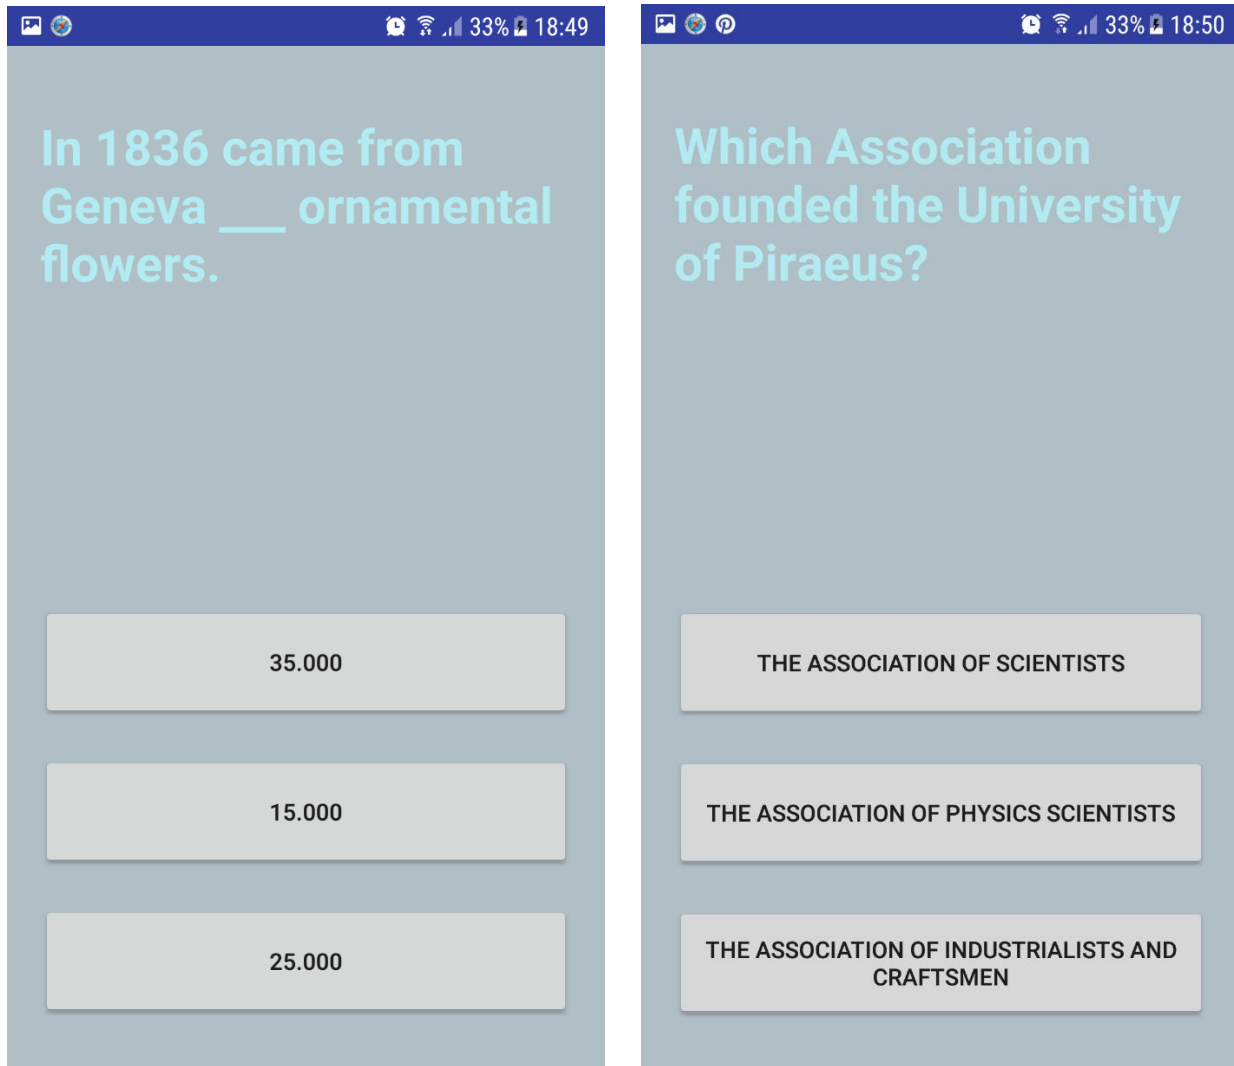 33% 18:49
In 1836 came from
Geneva ___ ornamental
flowers.
35.000
15.000
25.000
33% 18:50
Which Association
founded the University
of Piraeus?
THE ASSOCIATION OF SCIENTISTS
THE ASSOCIATION OF PHYSICS SCIENTISTS
THE ASSOCIATION OF INDUSTRIALISTS AND
CRAFTSMEN